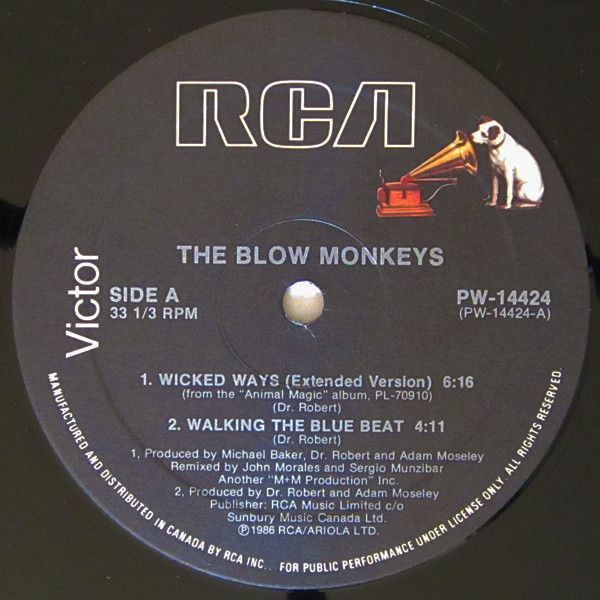 RCA
Victor
THE BLOW MONKEYS
SIDE A
33 1/3 RPM
PW-14424
(PW-14424-A)
1. WICKED WAYS (Extended Version) 6:16
(from the "Animal Magic" album, PL-70910)
(Dr. Robert)
2. WALKING THE BLUE BEAT 4:11
(Dr. Robert)
1, Produced by Michael Baker, Dr. Robert and Adam Moseley
Remixed by John Morales and Sergio Munzibar
Another "M+M Production" Inc.
2, Produced by Dr. Robert and Adam Moseley
Publisher: RCA Music Limited c/o
Sunbury Music Canada Ltd.
℗1986 RCA/ARIOLA LTD.
MANUFACTURED AND DISTRIBUTED IN CANADA BY RCA INC.. FOR PUBLIC PERFORMANCE UNDER LICENSE ONLY. ALL RIGHTS RESERVED.